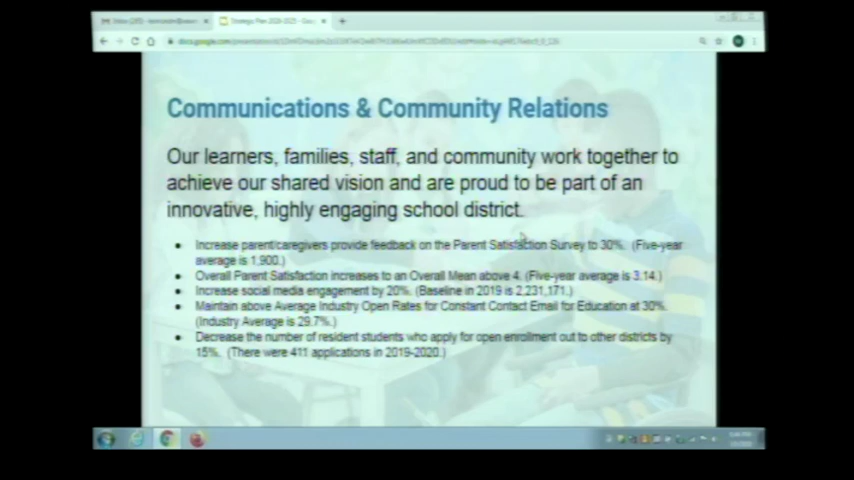 Communications & Community Relations
Our learners, families, staff, and community work together to
achieve our shared vision and are proud to be part of an
innovative, highly engaging school district.
Increase parent/caregivers provide feedback on the Parent Satisfaction Survey to 30%. (Five-year
average is 1,900.)
Overall Parent Satisfaction increases to an Overall Mean above 4. (Five-year average is 3.14.)
Increase social media engagement by 20%. (Baseline in 2019 is 2,231,171.)
Maintain above Average Industry Open Rates for Constant Contact Email for Education at 30%.
(Industry Average is 29.7%.)
Decrease the number of resident students who apply for open enrollment out to other districts by
15%. (There were 411 applications in 2019-2020.)